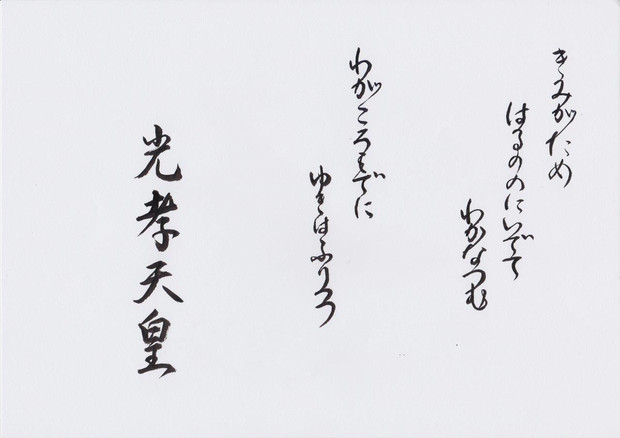 きみがため
はるののにいでて
わかなつむ
わがころもでに
ゆきはふりつつ
光孝天皇